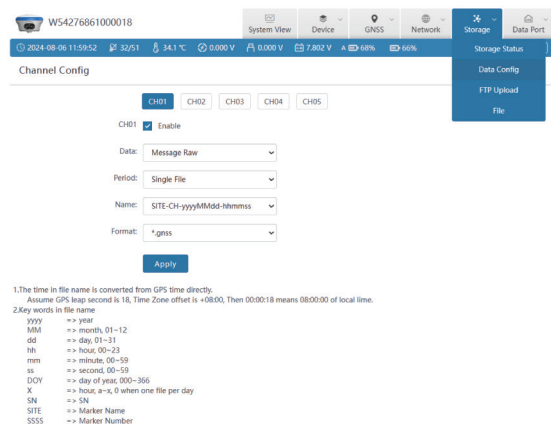 W54276861000018
System View
Device
GNSS
Network
Storage
Data Port
2024-08-06 11:59:52 32/51 34.1 ℃ 0.000 V 0.000 V 7.802 V A 68% 66%
Storage Status
Data Config
FTP Upload
File
Channel Config
CH01 CH02 CH03 CH04 CH05
CH01 Enable
Data: Message Raw
Period: Single File
Name: SITE-CH-yyyyMMdd-hhmmss
Format: *.gnss
Apply
1.The time in file name is converted from GPS time directly.
Assume GPS leap second is 18, Time Zone offset is +08:00, Then 00:00:18 means 08:00:00 of local lime.
2.Key words in file name
yyyy => year
MM => month, 01~12
dd => day, 01~31
hh => hour, 00~23
mm => minute, 00~59
ss => second, 00~59
DOY => day of year, 000~366
X => hour, a~x, 0 when one file per day
SN => SN
SITE => Marker Name
SSSS => Marker Number